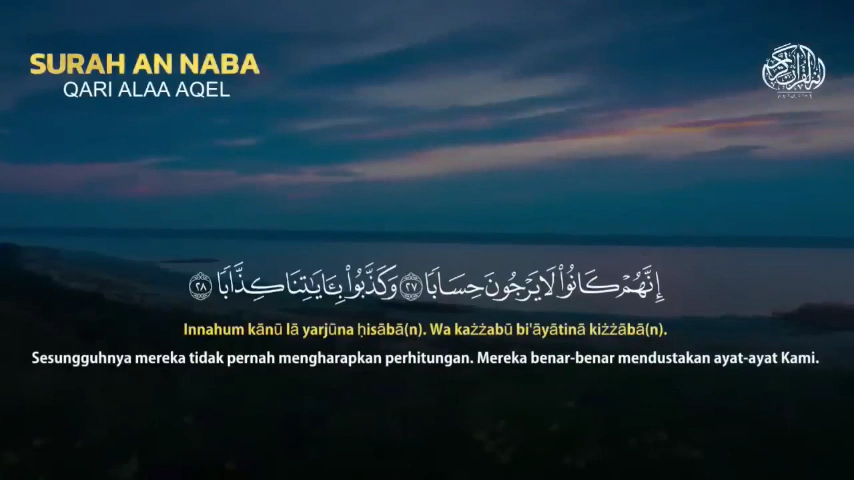 SURAH AN NABA
QARI ALAA AQEL
إِنَّهُمْ كَانُوا۟ لَا يَرْجُونَ حِسَابًا ٢٧ وَكَذَّبُوا۟ بِـَٔايَـٰتِنَا كِذَّابًا ٢٨
Innahum kānū lā yarjūna ḥisābā(n). Wa każżabū bi'āyātinā kiżżābā(n).
Sesungguhnya mereka tidak pernah mengharapkan perhitungan. Mereka benar-benar mendustakan ayat-ayat Kami.